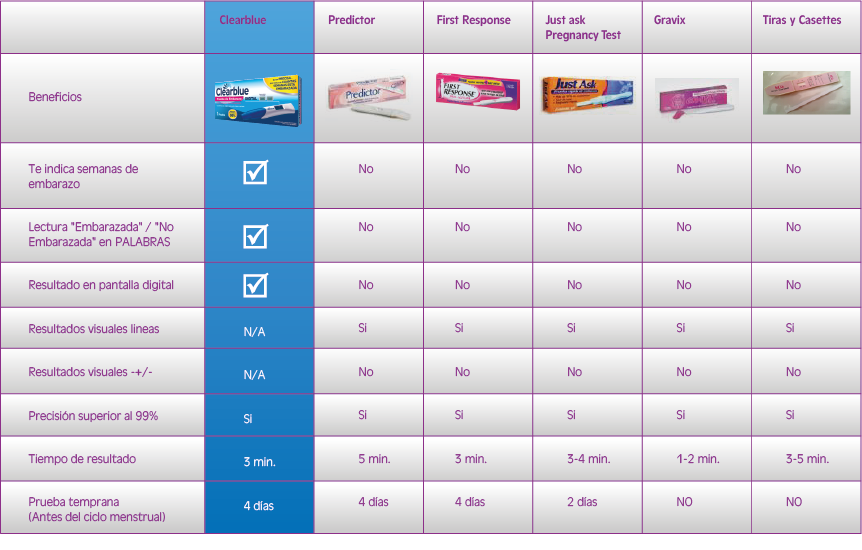 Clearblue Predictor First Response Just ask Pregnancy Test Gravix Tiras y Casettes
Beneficios Clearblue Predictor FIRST RESPONSE Just Ask
Te indica semanas de embarazo No No No No No
Lectura "Embarazada" / "No Embarazada" en PALABRAS No No No No No
Resultado en pantalla digital No No No No No
Resultados visuales lineas N/A Si Si Si Si Si
Resultados visuales -+/- N/A No No No No No
Precisión superior al 99% Si Si Si Si Si Si
Tiempo de resultado 3 min. 5 min. 3 min. 3-4 min. 1-2 min. 3-5 min.
Prueba temprana (Antes del ciclo menstrual) 4 días 4 días 4 días 2 días NO NO